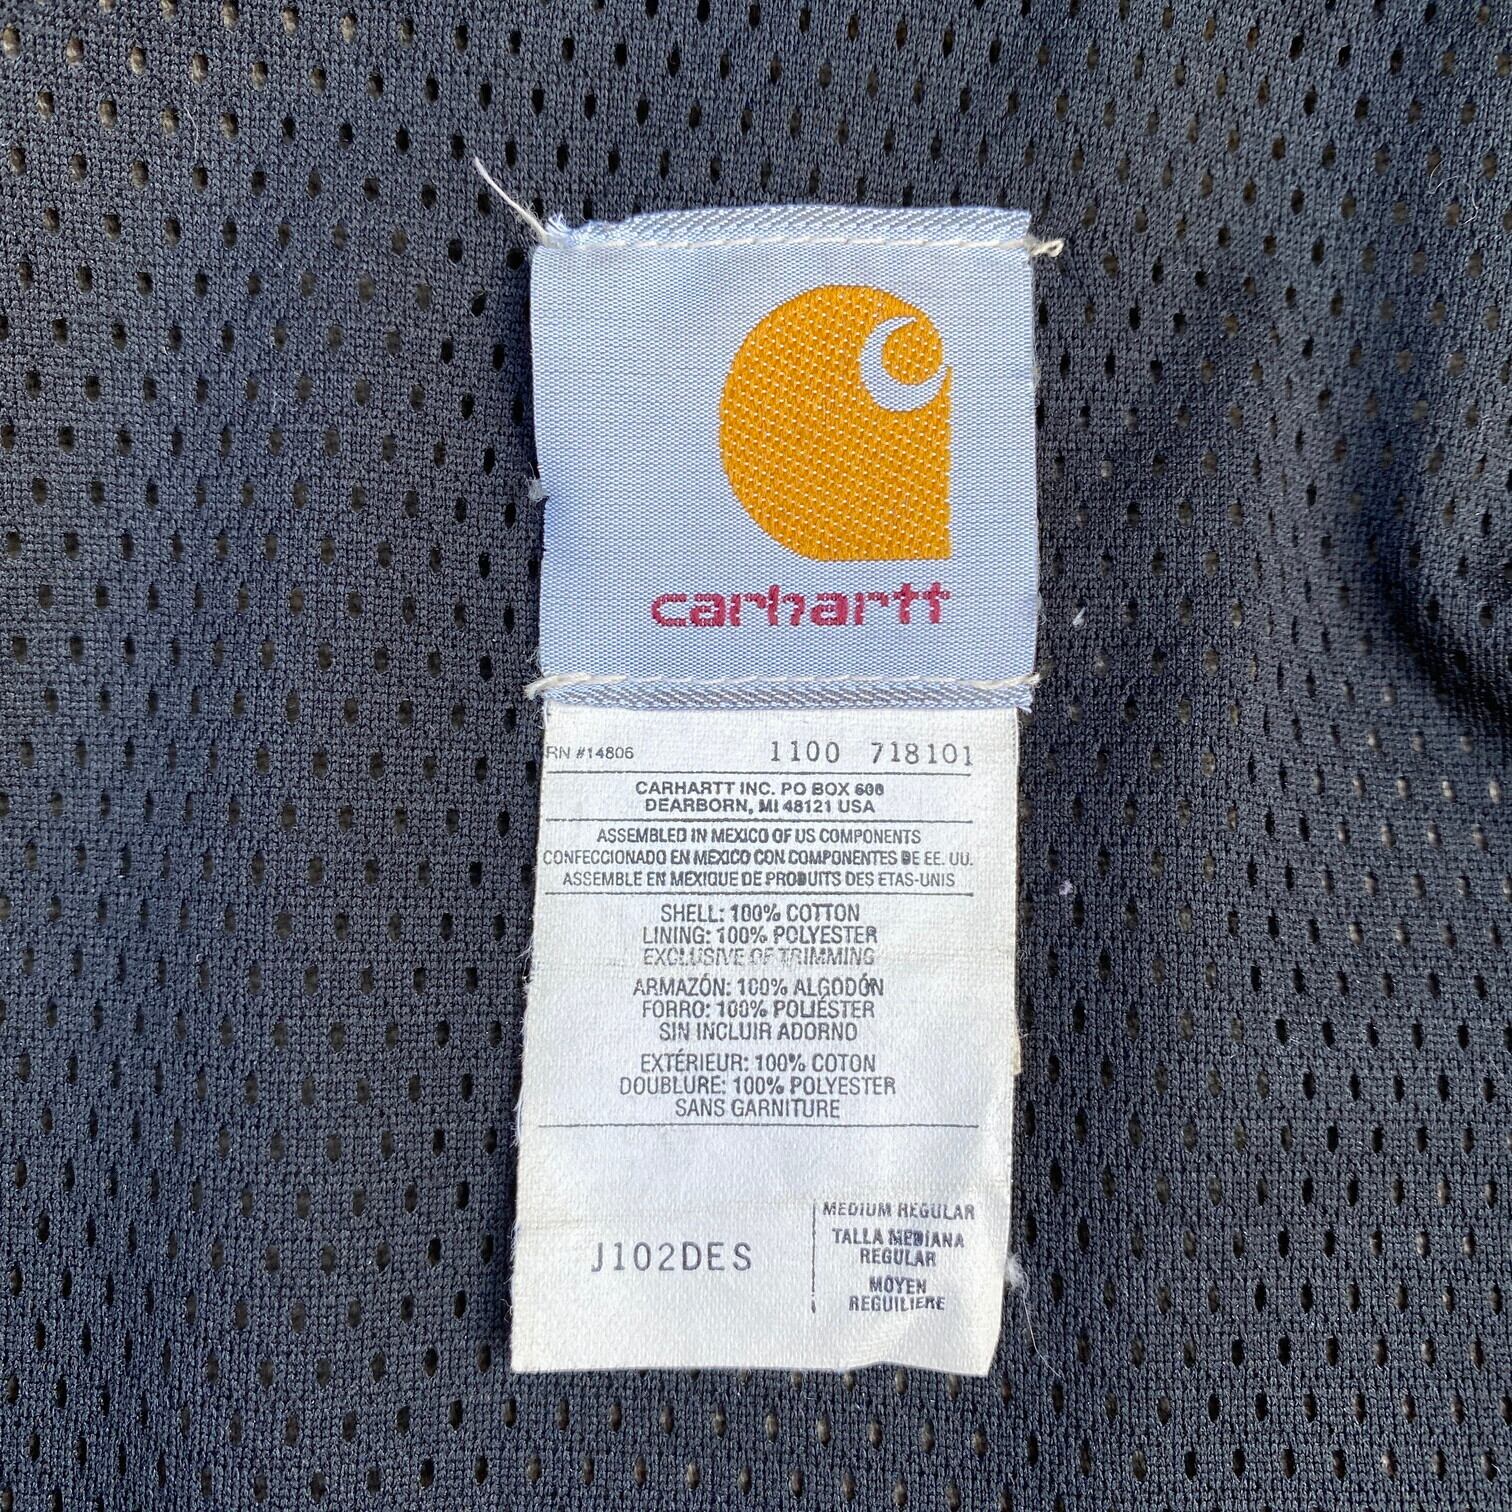 carhartt
RN #14806 1100 718101
CARHARTT INC. PO BOX 600
DEARBORN, MI 48121 USA
ASSEMBLED IN MEXICO OF US COMPONENTS
CONFECCIONADO EN MEXICO CON COMPONENTES DE EE. UU.
ASSEMBLE EN MEXIQUE DE PRODUITS DES ETAS-UNIS
SHELL: 100% COTTON
LINING: 100% POLYESTER
EXCLUSIVE OF TRIMMING
ARMAZÓN: 100% ALGODÓN
FORRO: 100% POLIÉSTER
SIN INCLUIR ADORNO
EXTÉRIEUR: 100% COTON
DOUBLURE: 100% POLYESTER
SANS GARNITURE
J102DES
MEDIUM REGULAR
TALLA MEDIANA
REGULAR
MOYEN
REGUILIERE